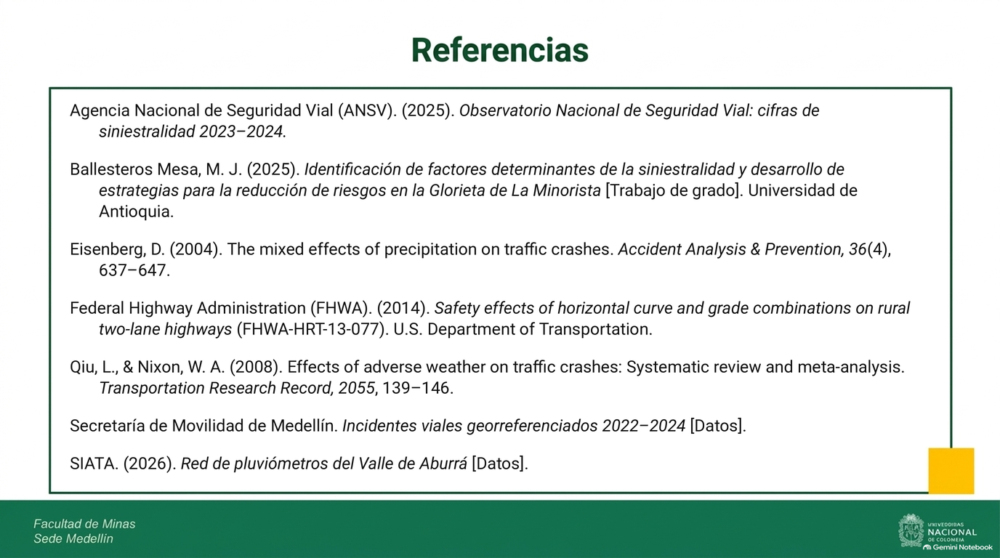 Referencias
Agencia Nacional de Seguridad Vial (ANSV). (2025). Observatorio Nacional de Seguridad Vial: cifras de
siniestralidad 2023–2024.
Ballesteros Mesa, M. J. (2025). Identificación de factores determinantes de la siniestralidad y desarrollo de
estrategias para la reducción de riesgos en la Glorieta de La Minorista [Trabajo de grado]. Universidad de
Antioquia.
Eisenberg, D. (2004). The mixed effects of precipitation on traffic crashes. Accident Analysis & Prevention, 36(4),
637–647.
Federal Highway Administration (FHWA). (2014). Safety effects of horizontal curve and grade combinations on rural
two-lane highways (FHWA-HRT-13-077). U.S. Department of Transportation.
Qiu, L., & Nixon, W. A. (2008). Effects of adverse weather on traffic crashes: Systematic review and meta-analysis.
Transportation Research Record, 2055, 139–146.
Secretaría de Movilidad de Medellín. Incidentes viales georreferenciados 2022–2024 [Datos].
SIATA. (2026). Red de pluviómetros del Valle de Aburrá [Datos].
Facultad de Minas
Sede Medellín
NACIONAL
DE COLOMEIA
Gemini Notebook